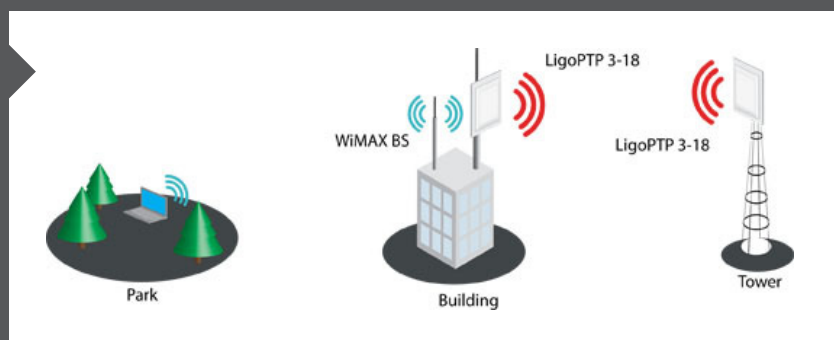 LigoPTP 3-18
WiMAX BS
LigoPTP 3-18
Park
Building
Tower